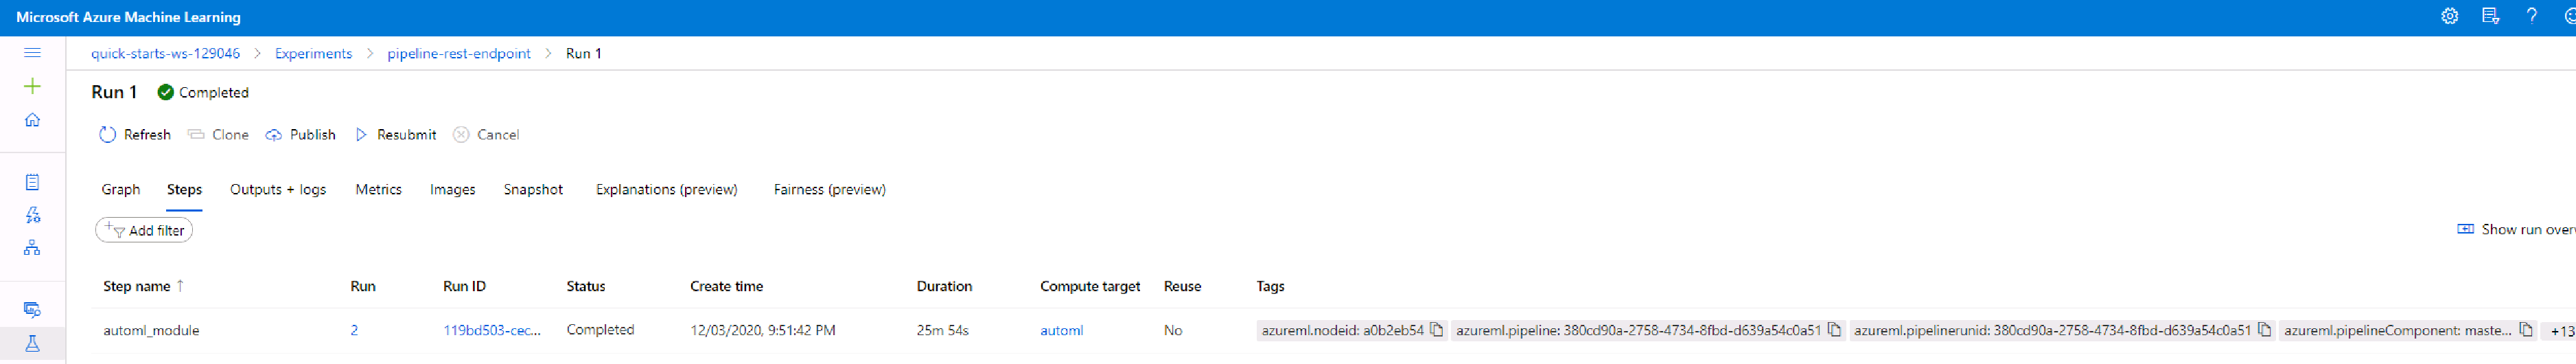 Microsoft Azure Machine Learning
quick-starts-ws-129046 > Experiments > pipeline-rest-endpoint > Run 1
Run 1 Completed
Refresh Clone Publish Resubmit Cancel
Graph Steps Outputs + logs Metrics Images Snapshot Explanations (preview) Fairness (preview)
Add filter Show run over
Step name ↑ Run Run ID Status Create time Duration Compute target Reuse Tags
automl_module 2 119bd503-cec... Completed 12/03/2020, 9:51:42 PM 25m 54s automl No azureml.nodeid: a0b2eb54 azureml.pipeline: 380cd90a-2758-4734-8fbd-d639a54c0a51 azureml.pipelinerunid: 380cd90a-2758-4734-8fbd-d639a54c0a51 azureml.pipelineComponent: maste... +13